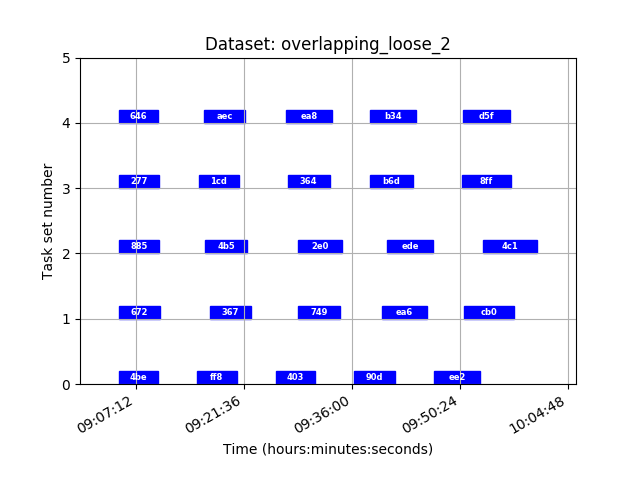 Dataset: overlapping_loose_2
5
646 aec ea8 b34 d5f
4
277 1cd 364 b6d 8ff
3
885 4b5 2e0 ede 4c1
2
672 367 749 ea6 cb0
1
4be ff8 403 90d ee2
0
Task set number
09:07:12 09:21:36 09:36:00 09:50:24 10:04:48
Time (hours:minutes:seconds)